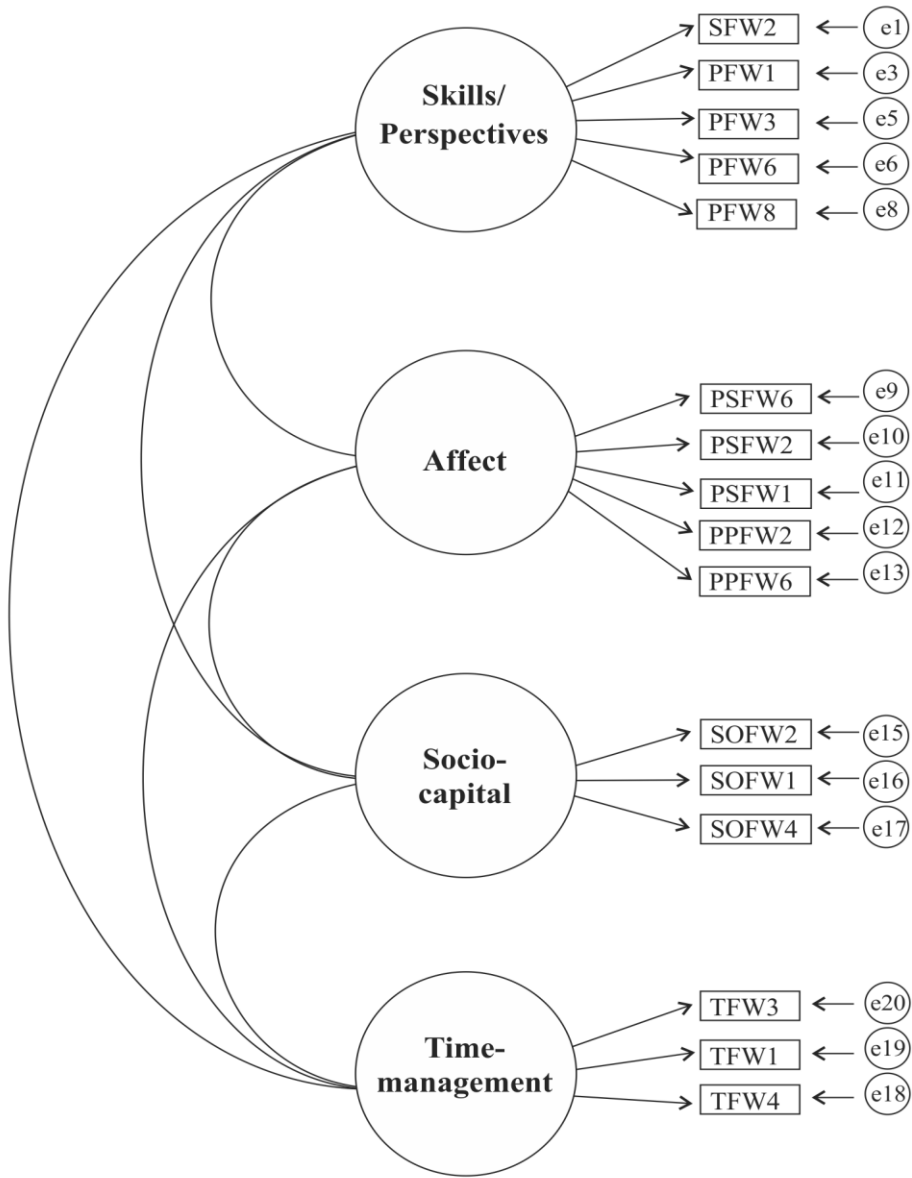 SFW2 e1
PFW1 e3
Skills/
Perspectives
PFW3 e5
PFW6 e6
PFW8 e8
PSFW6 e9
PSFW2 e10
Affect
PSFW1 e11
PPFW2 e12
PPFW6 e13
SOFW2 e15
Socio-
capital
SOFW1 e16
SOFW4 e17
TFW3 e20
Time-
management
TFW1 e19
TFW4 e18